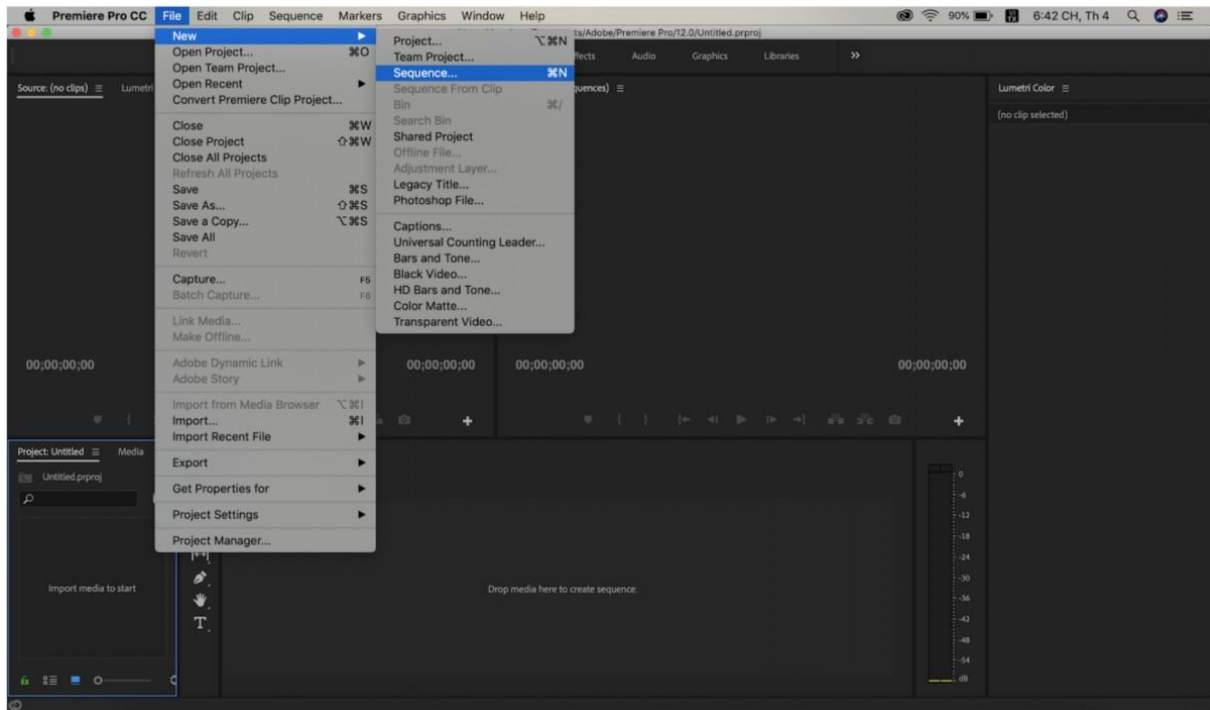 Premiere Pro CC File Edit Clip Sequence Markers Graphics Window Help 90% 6:42 CH, Th 4
ts/Adobe/Premiere Pro/12.0/Untitled.prproj
Audio Graphics Libraries
Source: (no clips) Lumetri
quences)
Lumetri Color
(no clip selected)
New
Open Project... ⌘O
Open Team Project...
Open Recent
Convert Premiere Clip Project...
Close ⌘W
Close Project ⇧⌘W
Close All Projects
Refresh All Projects
Save ⌘S
Save As... ⇧⌘S
Save a Copy... ⌥⌘S
Save All
Revert
Capture... F5
Batch Capture... F6
Link Media...
Make Offline...
Adobe Dynamic Link
Adobe Story
Import from Media Browser ⌥⌘I
Import... ⌘I
Import Recent File
Export
Get Properties for
Project Settings
Project Manager...
Project... ⌥⌘N
Team Project...
Sequence... ⌘N
Sequence From Clip
Bin ⌘/
Search Bin
Shared Project
Offline File...
Adjustment Layer...
Legacy Title...
Photoshop File...
Captions...
Universal Counting Leader...
Bars and Tone...
Black Video...
HD Bars and Tone...
Color Matte...
Transparent Video...
00;00;00;00 00;00;00;00 00;00;00;00 00;00;00;00
Project: Untitled Media
Untitled.prproj
Import media to start
T
Drop media here to create sequence.
0
-6
-12
-18
-24
-30
-36
-42
-48
-54
dB